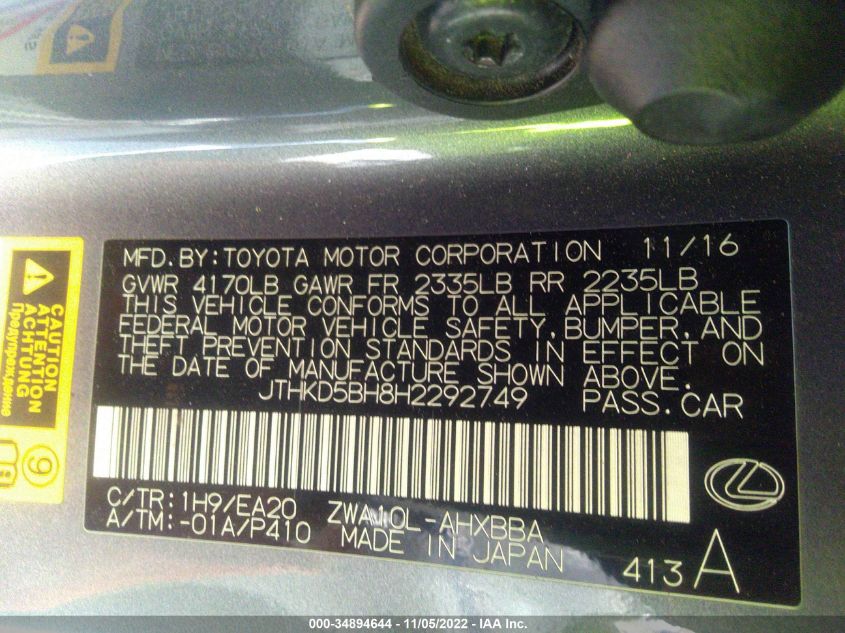 MFD.BY:TOYOTA MOTOR CORPORATION 11/16
GVWR 4170LB GAWR FR 2335LB RR 2235LB
THIS VEHICLE CONFORMS TO ALL APPLICABLE
FEDERAL MOTOR VEHICLE SAFETY,BUMPER,AND
THEFT PREVENTION STANDARDS IN EFFECT ON
THE DATE OF MANUFACTURE SHOWN ABOVE.
JTHKD5BH8H2292749 PASS.CAR
C/TR:1H9/EA20 ZWA10L-AHXBBA
A/TM:-01A/P410 MADE IN JAPAN
413 A
CAUTION
ATTENTION
ACHTUNG
Предупреждение
9
000-34894644 - 11/05/2022 - IAA Inc.